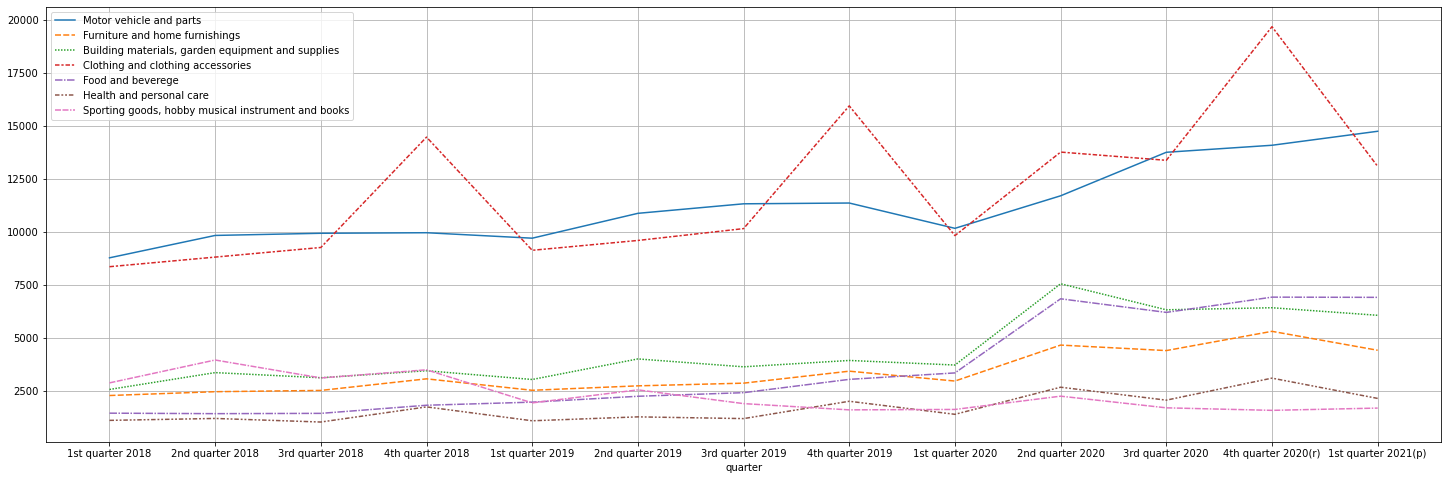 20000
17500
15000
12500
10000
7500
5000
2500
Motor vehicle and parts
Furniture and home furnishings
Building materials, garden equipment and supplies
Clothing and clothing accessories
Food and beverege
Health and personal care
Sporting goods, hobby musical instrument and books
1st quarter 2018 2nd quarter 2018 3rd quarter 2018 4th quarter 2018 1st quarter 2019 2nd quarter 2019 3rd quarter 2019 4th quarter 2019 1st quarter 2020 2nd quarter 2020 3rd quarter 2020 4th quarter 2020(r) 1st quarter 2021(p)
quarter